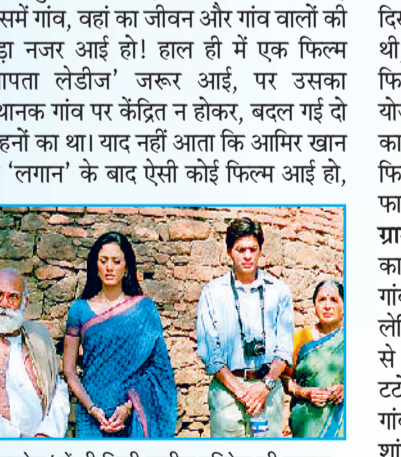 समें गांव, वहां का जीवन और गांव वालों की
ड़ा नजर आई हो! हाल ही में एक फिल्म
पता लेडीज’ जरूर आई, पर उसका
थानक गांव पर केंद्रित न होकर, बदल गई दो
हनों का था। याद नहीं आता कि आमिर खान
‘लगान’ के बाद ऐसी कोई फिल्म आई हो,
थी,
फि
यो
का
फि
फा
ग्रा
का
गां
से
गां
शां